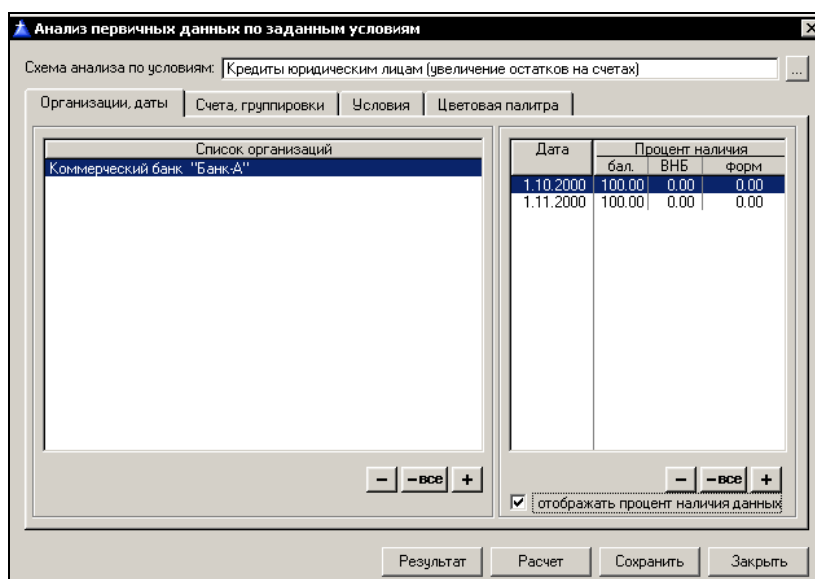 Анализ первичных данных по заданным условиям
Схема анализа по условиям: Кредиты юридическим лицам (увеличение остатков на счетах) ...
Организации, даты Счета, группировки Условия Цветовая палитра
Список организаций
Коммерческий банк "Банк-А"
Дата Процент наличия
бал. ВНБ форм
1.10.2000 100.00 0.00 0.00
1.11.2000 100.00 0.00 0.00
− −все + − −все +
отображать процент наличия данных
Результат Расчет Сохранить Закрыть